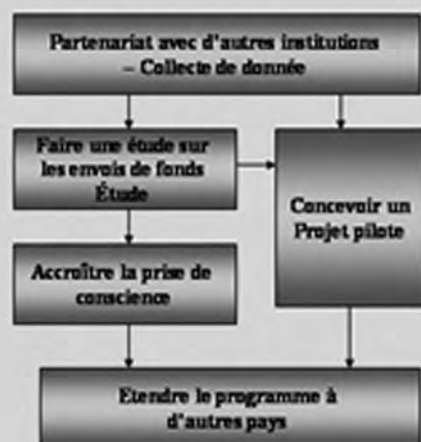 Partenariat avec d'autres institutions
– Collecte de donnée
Faire une étude sur
les envois de fonds
Étude
Concevoir un
Projet pilote
Accroître la prise de
conscience
Etendre le programme à
d'autres pays